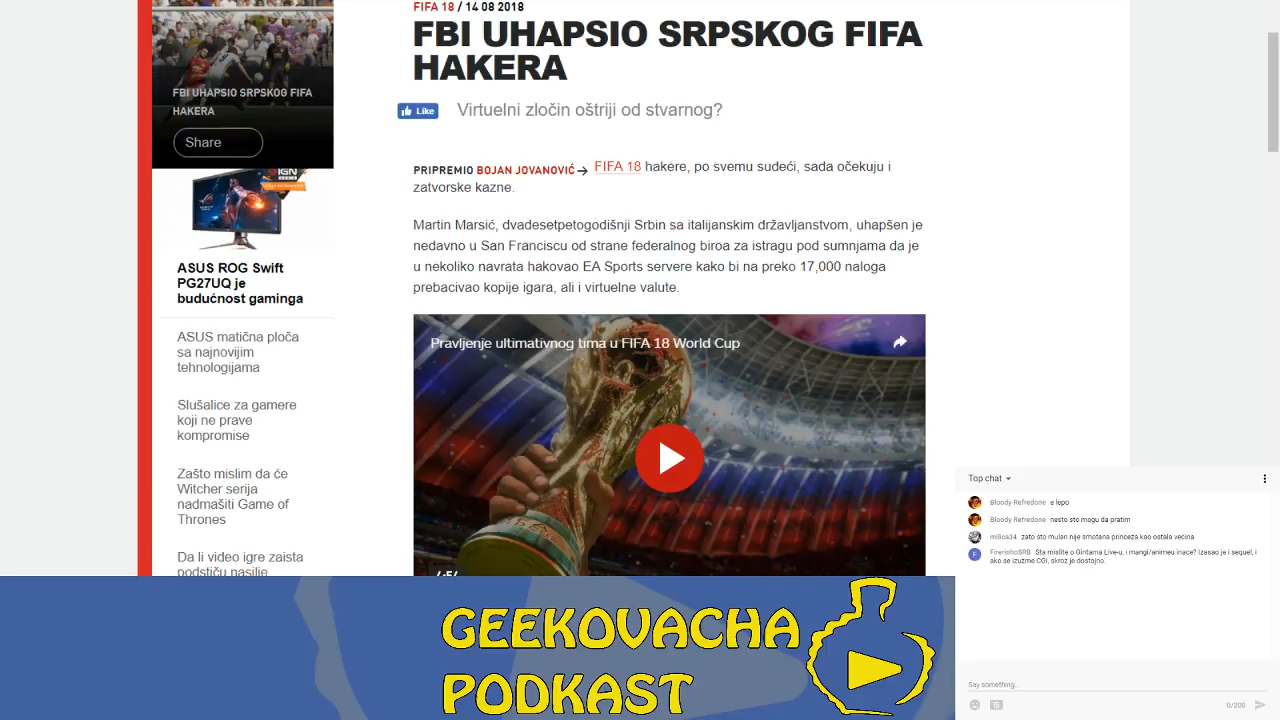 FBI UHAPSIO SRPSKOG FIFA
HAKERA
Share
ASUS ROG Swift
PG27UQ je
budućnost gaminga
ASUS matična ploča
sa najnovijim
tehnologijama
Slušalice za gamere
koji ne prave
kompromise
Zašto mislim da će
Witcher serija
nadmašiti Game of
Thrones
Da li video igre zaista
podstiču nasilje
FIFA 18 / 14 08 2018
FBI UHAPSIO SRPSKOG FIFA
HAKERA
Like
Virtuelni zločin oštriji od stvarnog?
PRIPREMIO BOJAN JOVANOVIĆ → FIFA 18 hakere, po svemu sudeći, sada očekuju i
zatvorske kazne.
Martin Marsić, dvadesetpetogodišnji Srbin sa italijanskim državljanstvom, uhapšen je
nedavno u San Franciscu od strane federalnog biroa za istragu pod sumnjama da je
u nekoliko navrata hakovao EA Sports servere kako bi na preko 17,000 naloga
prebacivao kopije igara, ali i virtuelne valute.
Pravljenje ultimativnog tima u FIFA 18 World Cup
Top chat
Bloody Refredone e lepo
Bloody Refredone nesto sto mogu da pratim
milica34 zato sto mulan nije smotana princeza kao ostala vecina
F FirerinhoSRB Sta mislite o Gintama Live-u, i mangi/animeu inace? Izasao je i sequel, i
ako se izuzme CGI, skroz je dostojno.
Say something...
0/200
GEEKOVACHA
PODKAST